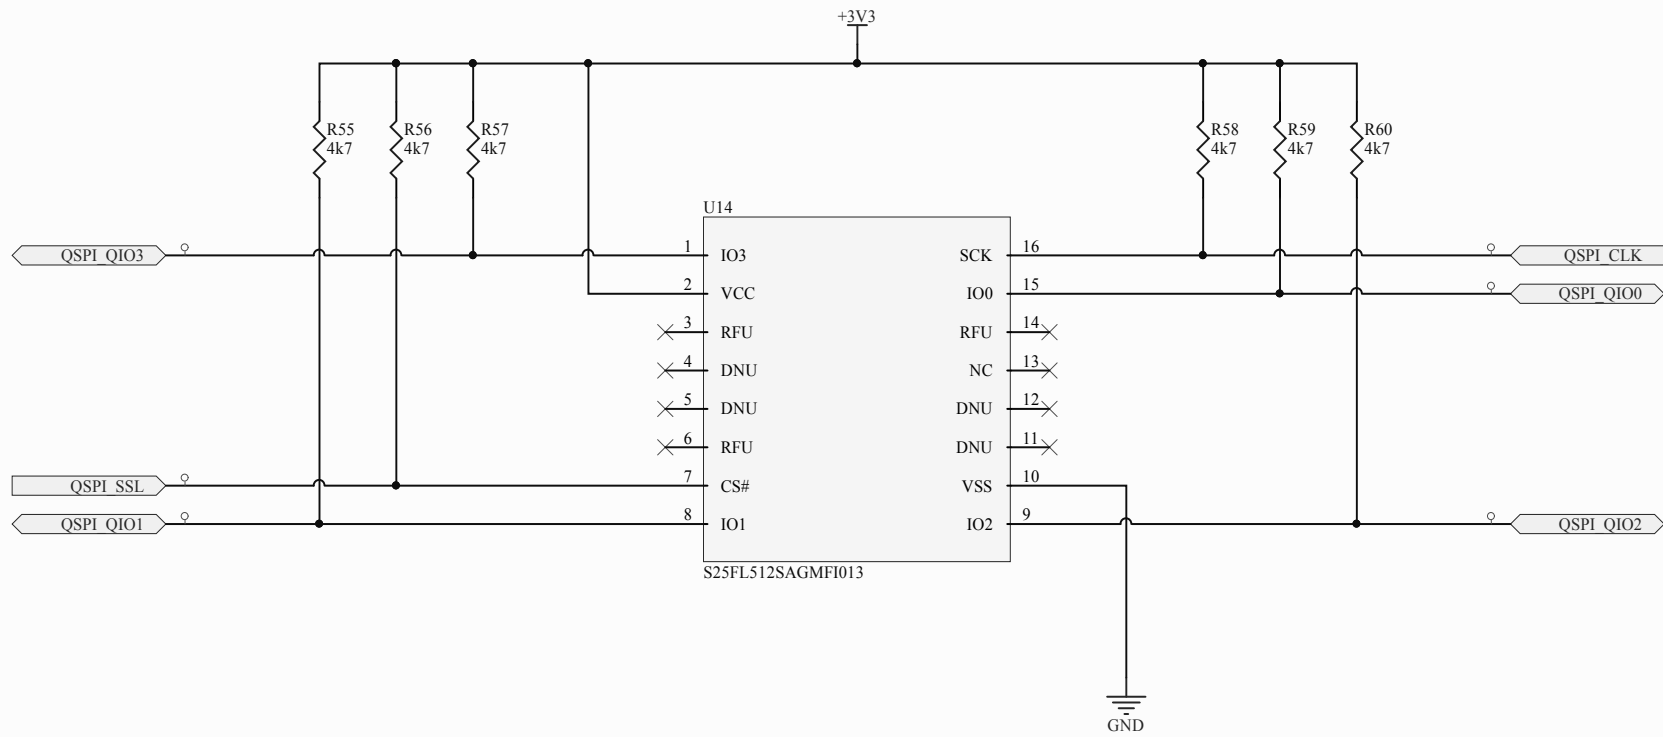 +3V3
R55
4k7
R56
4k7
R57
4k7
R58
4k7
R59
4k7
R60
4k7
U14
QSPI_QIO3
1
IO3
SCK
16
QSPI_CLK
2
VCC
IO0
15
QSPI_QIO0
3
RFU
RFU
14
4
DNU
NC
13
5
DNU
DNU
12
6
RFU
DNU
11
QSPI_SSL
7
CS#
VSS
10
QSPI_QIO1
8
IO1
IO2
9
QSPI_QIO2
S25FL512SAGMFI013
GND